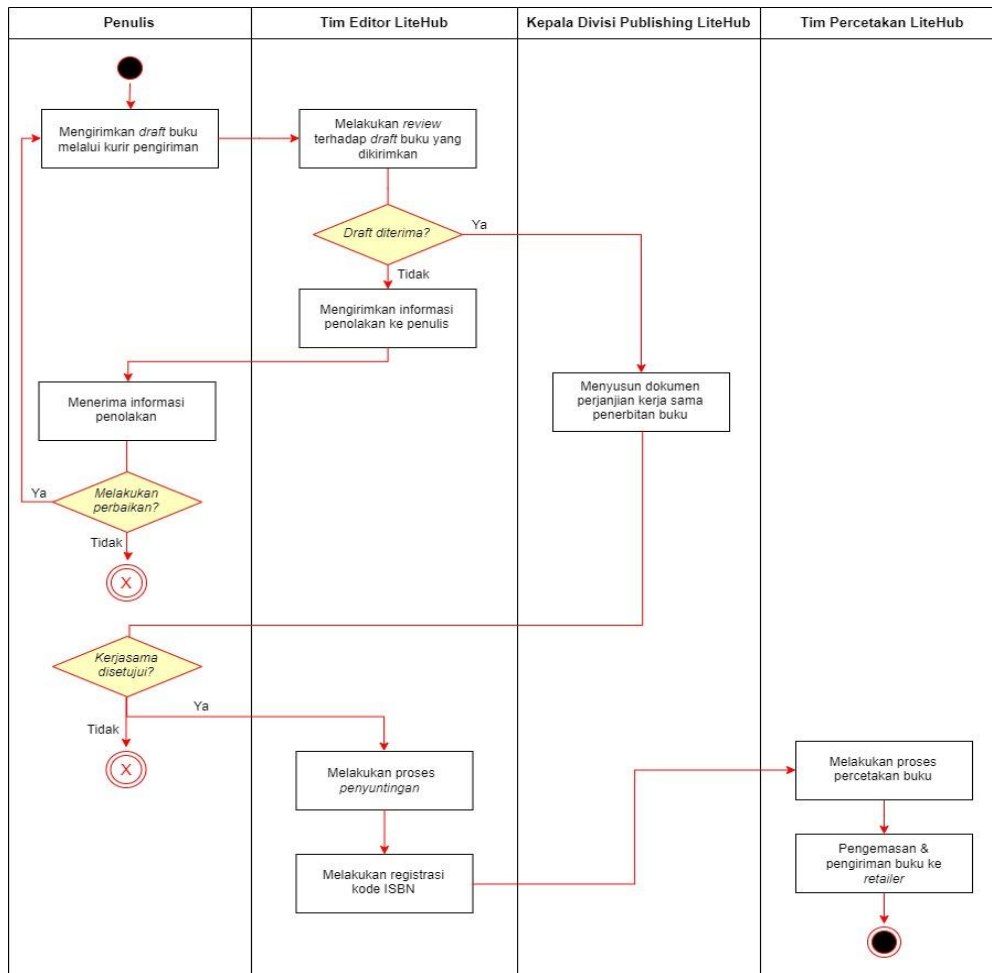 Penulis
Tim Editor LiteHub
Kepala Divisi Publishing LiteHub
Tim Percetakan LiteHub
Mengirimkan draft buku
melalui kurir pengiriman
Melakukan review
terhadap draft buku yang
dikirimkan
Draft diterima?
Ya
Tidak
Mengirimkan informasi
penolakan ke penulis
Menerima informasi
penolakan
Menyusun dokumen
perjanjian kerja sama
penerbitan buku
Melakukan
perbaikan?
Ya
Tidak
X
Kerjasama
disetujui?
Ya
Tidak
X
Melakukan proses
penyuntingan
Melakukan registrasi
kode ISBN
Melakukan proses
percetakan buku
Pengemasan &
pengiriman buku ke
retailer